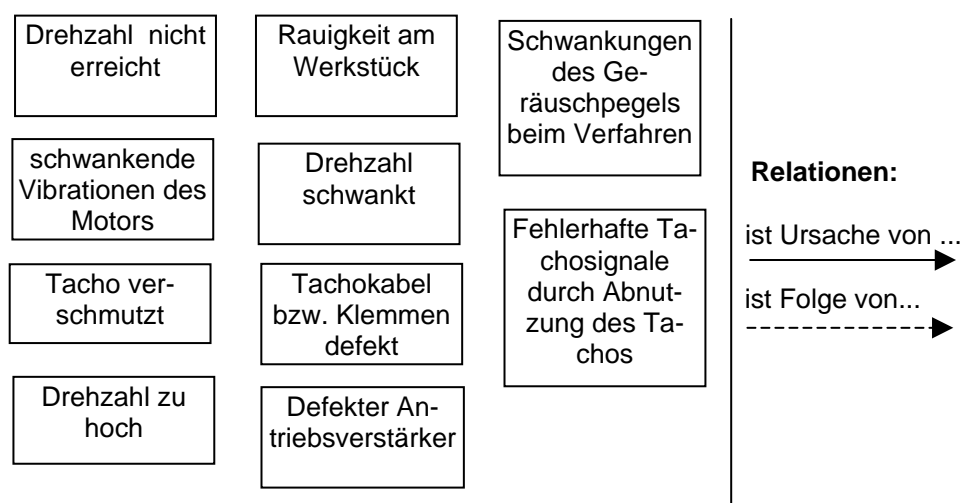 Drehzahl nicht
erreicht
Rauigkeit am
Werkstück
Schwankungen
des Ge-
räuschpegels
beim Verfahren
schwankende
Vibrationen des
Motors
Drehzahl
schwankt
Fehlerhafte Ta-
chosignale
durch Abnut-
zung des Ta-
chos
Tacho ver-
schmutzt
Tachokabel
bzw. Klemmen
defekt
Drehzahl zu
hoch
Defekter An-
triebsverstärker
Relationen:
ist Ursache von ...
ist Folge von...